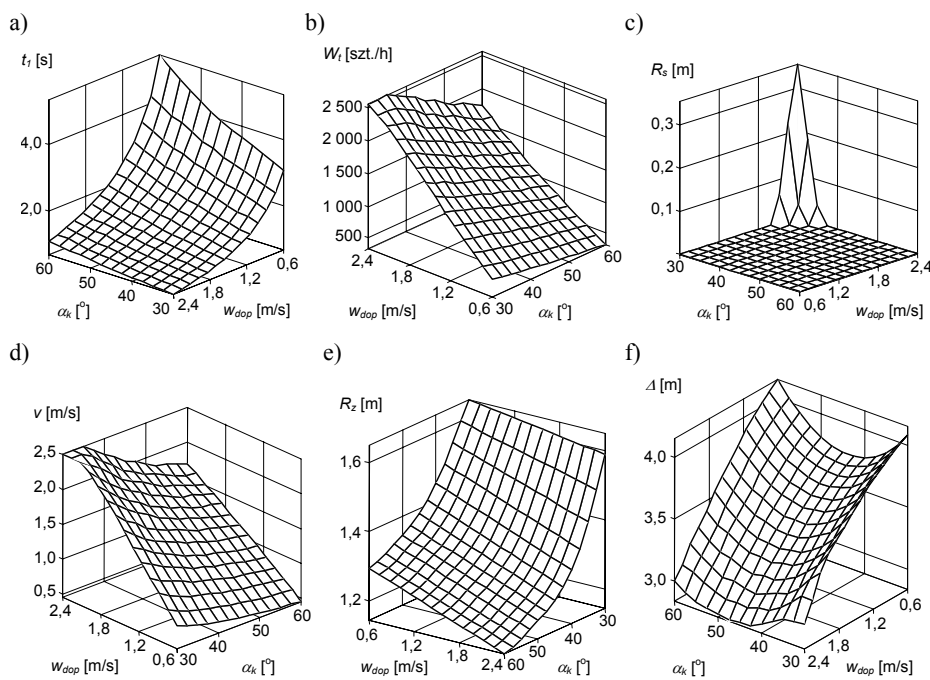 a)
b)
c)
t1 [s]
4,0
2,0
60
50
40
30
αk [°]
0,6
1,2
1,8
2,4
wdop [m/s]
Wt [szt./h]
2 500
2 000
1 500
1 000
500
2,4
1,8
1,2
0,6
wdop [m/s]
30
40
50
60
αk [°]
Rs [m]
0,3
0,2
0,1
30
40
50
60
αk [°]
0,6
1,2
1,8
2,4
wdop [m/s]
d)
e)
f)
v [m/s]
2,5
2,0
1,5
1,0
0,5
2,4
1,8
1,2
0,6
wdop [m/s]
30
40
50
60
αk [°]
Rz [m]
1,6
1,4
1,2
0,6
1,2
1,8
2,4
wdop [m/s]
60
50
40
30
αk [°]
Δ [m]
4,0
3,5
3,0
60
50
40
30
αk [°]
2,4
1,8
1,2
0,6
wdop [m/s]